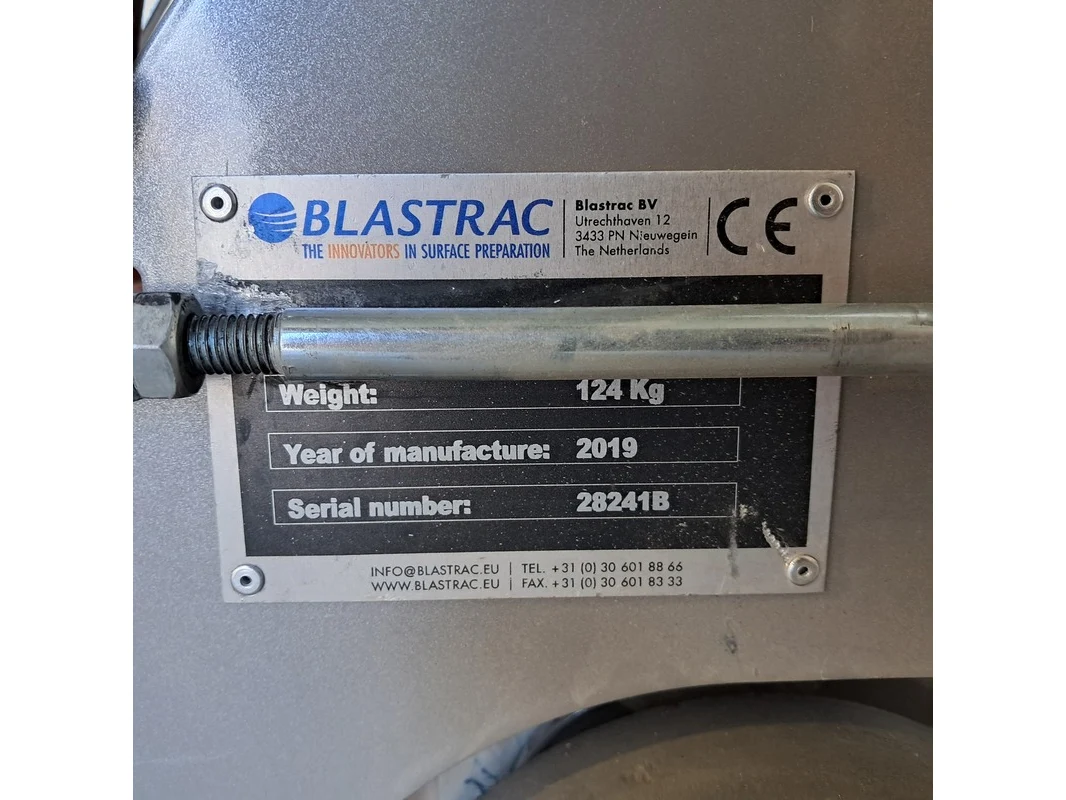 BLASTRAC
THE INNOVATORS IN SURFACE PREPARATION
Blastrac BV
Utrechthaven 12
3433 PN Nieuwegein
The Netherlands
CE
Weight: 124 Kg
Year of manufacture: 2019
Serial number: 28241B
INFO@BLASTRAC.EU | TEL. +31 (0) 30 601 88 66
WWW.BLASTRAC.EU | FAX. +31 (0) 30 601 83 33